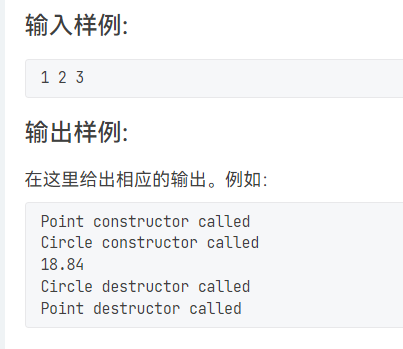 输入样例:
1 2 3
输出样例:
在这里给出相应的输出。例如：
Point constructor called
Circle constructor called
18.84
Circle destructor called
Point destructor called